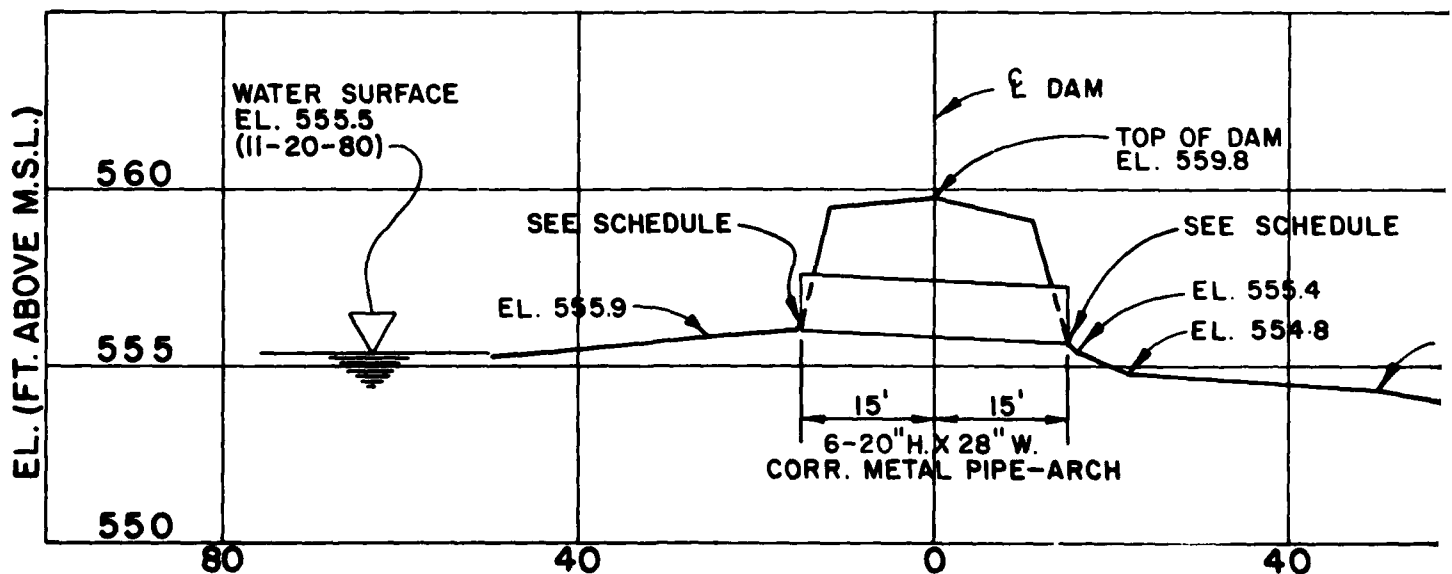 WATER SURFACE
EL. 555.5
(11-20-80)
℄ DAM
TOP OF DAM
EL. 559.8
EL. (FT. ABOVE M.S.L.)
560
SEE SCHEDULE
SEE SCHEDULE
EL. 555.9
EL. 555.4
EL. 554.8
555
15' 15'
6-20"H. X 28" W.
CORR. METAL PIPE-ARCH
550
80 40 0 40